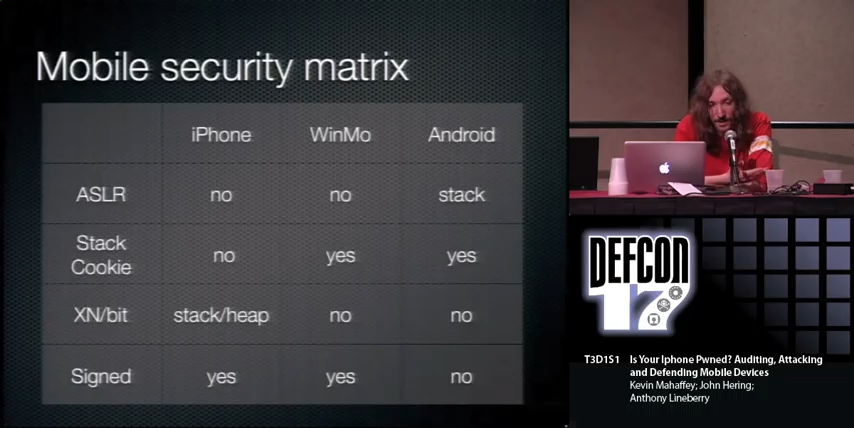 Mobile security matrix
iPhone WinMo Android
ASLR no no stack
Stack
Cookie no yes yes
XN/bit stack/heap no no
Signed yes yes no
DEFCON
17
T3D1S1 Is Your Iphone Pwned? Auditing, Attacking
and Defending Mobile Devices
Kevin Mahaffey; John Hering;
Anthony Lineberry